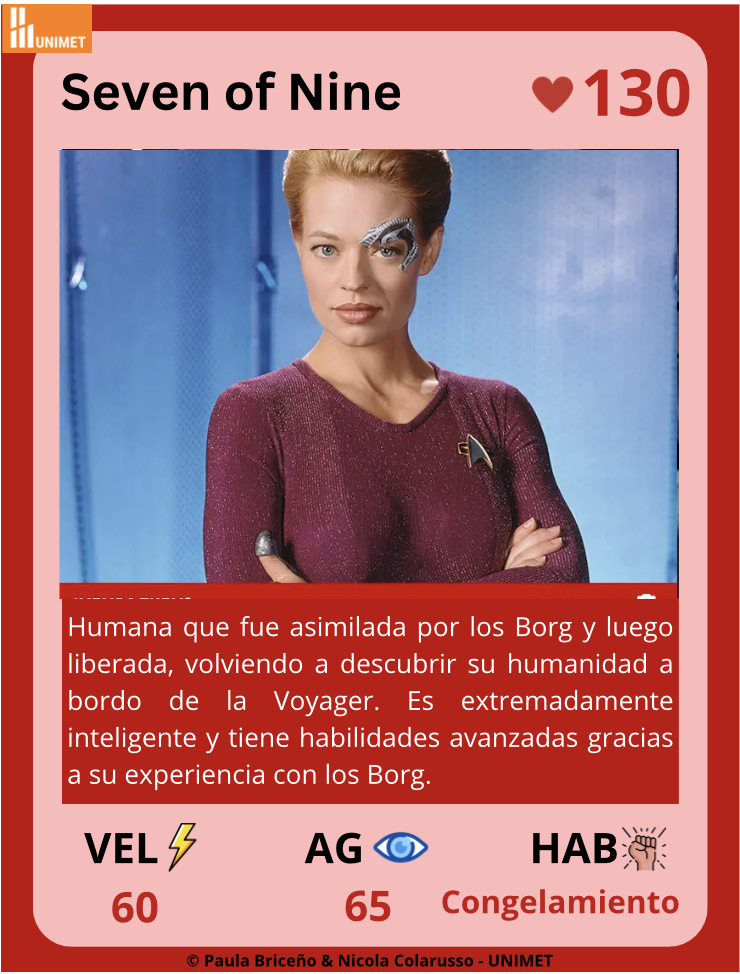 UNIMET
Seven of Nine
130
Humana que fue asimilada por los Borg y luego
liberada, volviendo a descubrir su humanidad a
bordo de la Voyager. Es extremadamente
inteligente y tiene habilidades avanzadas gracias
a su experiencia con los Borg.
VEL AG HAB
60 65 Congelamiento
© Paula Briceño & Nicola Colarusso - UNIMET